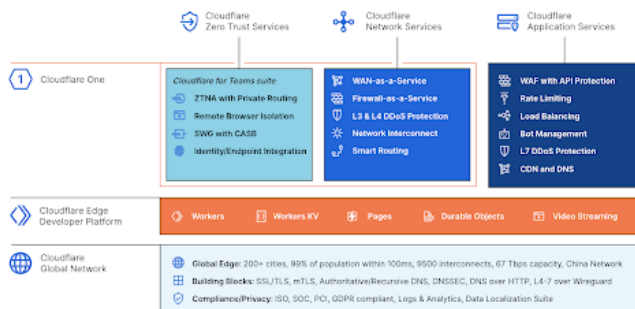 Cloudflare
Zero Trust Services
Cloudflare
Network Services
Cloudflare
Application Services
1
Cloudflare One
Cloudflare for Teams suite
ZTNA with Private Routing
Remote Browser Isolation
SWG with CASB
Identity/Endpoint Integration
WAN-as-a-Service
Firewall-as-a-Service
L3 & L4 DDoS Protection
Network Interconnect
Smart Routing
WAF with API Protection
Rate Limiting
Load Balancing
Bot Management
L7 DDoS Protection
CDN and DNS
Cloudflare Edge
Developer Platform
Workers
Workers KV
Pages
Durable Objects
Video Streaming
Cloudflare
Global Network
Global Edge: 200+ cities, 99% of population within 100ms, 9500 interconnects, 67 Tbps capacity, China Network
Building Blocks: SSL/TLS, mTLS, Authoritative/Recursive DNS, DNSSEC, DNS over HTTP, L4-7 over Wireguard
Compliance/Privacy: ISO, SOC, PCI, GDPR compliant, Logs & Analytics, Data Localization Suite